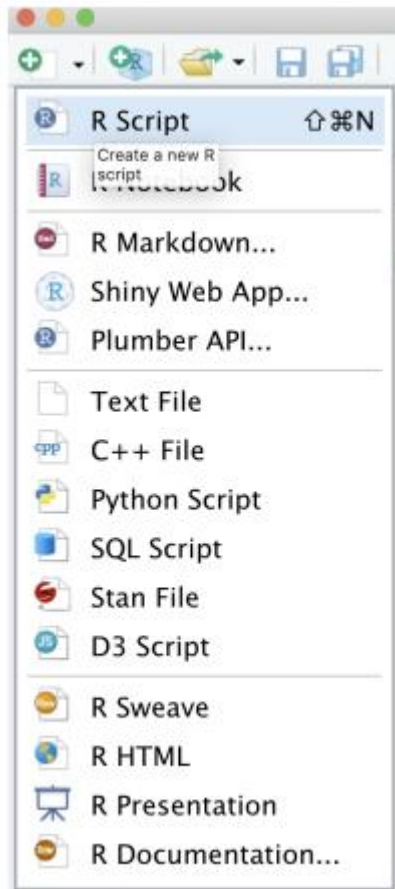 R Script ⇧⌘N
Create a new R
script
R Notebook
R Markdown...
Shiny Web App...
Plumber API...
Text File
C++ File
Python Script
SQL Script
Stan File
D3 Script
R Sweave
R HTML
R Presentation
R Documentation...